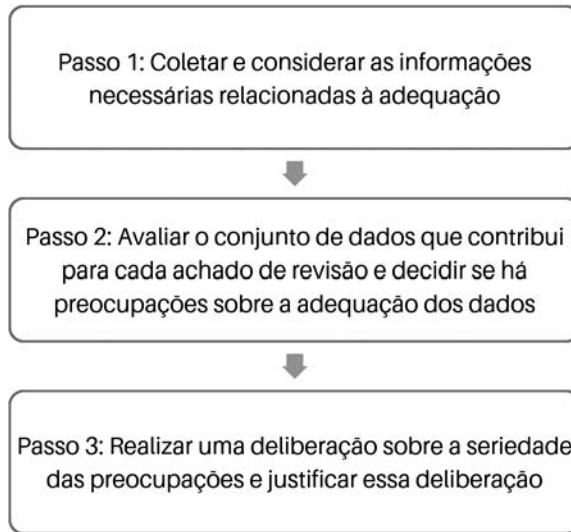 Passo 1: Coletar e considerar as informações
necessárias relacionadas à adequação
Passo 2: Avaliar o conjunto de dados que contribui
para cada achado de revisão e decidir se há
preocupações sobre a adequação dos dados
Passo 3: Realizar uma deliberação sobre a seriedade
das preocupações e justificar essa deliberação